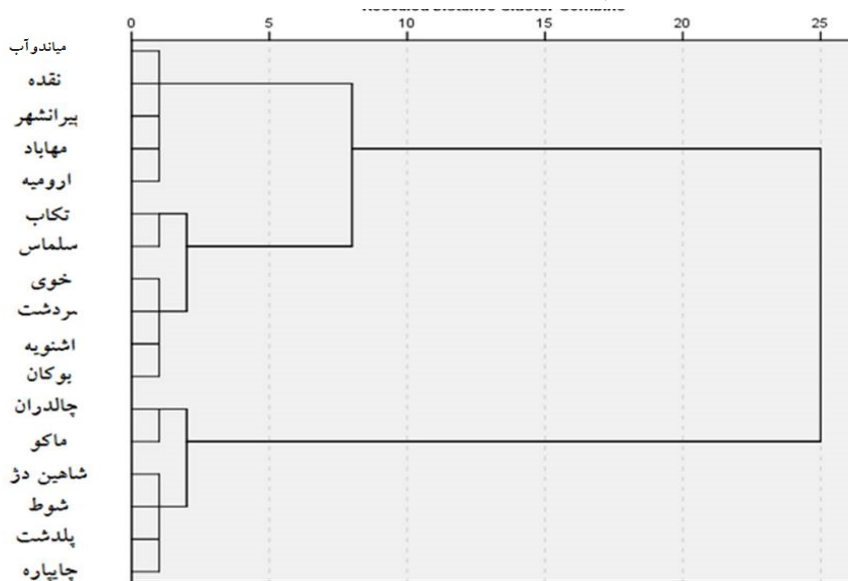 0 5 10 15 20 25
میاندوآب
نقده
پیرانشهر
مهاباد
ارومیه
تکاب
سلماس
خوی
سردشت
اشنویه
بوکان
چالدران
ماکو
شاهین دژ
شوط
پلدشت
چایپاره